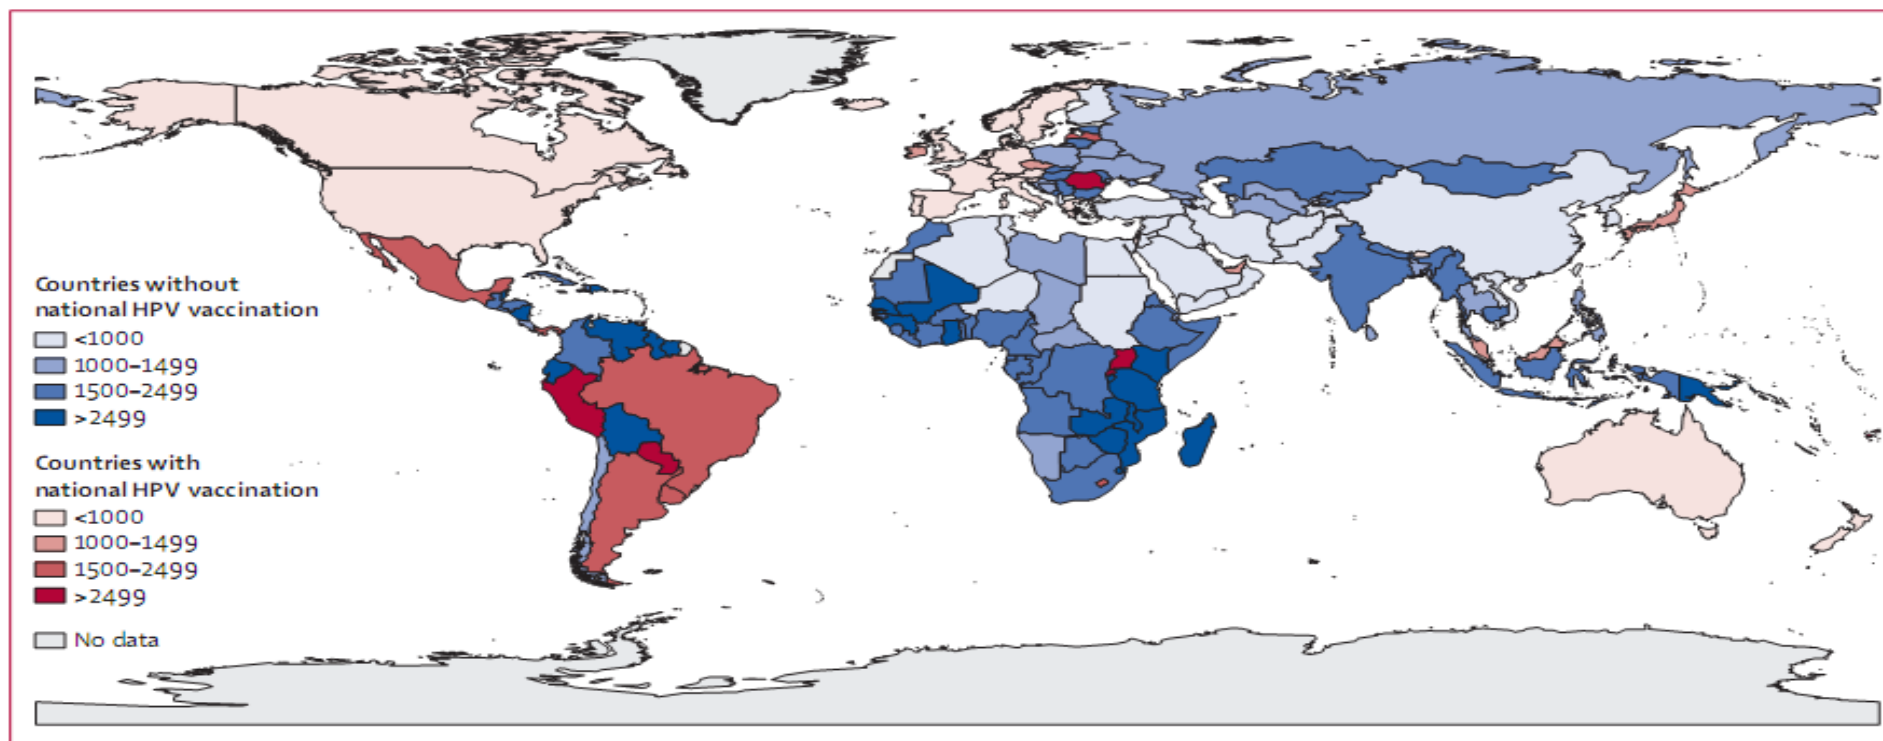 Countries without
national HPV vaccination
<1000
1000–1499
1500–2499
>2499
Countries with
national HPV vaccination
<1000
1000–1499
1500–2499
>2499
No data